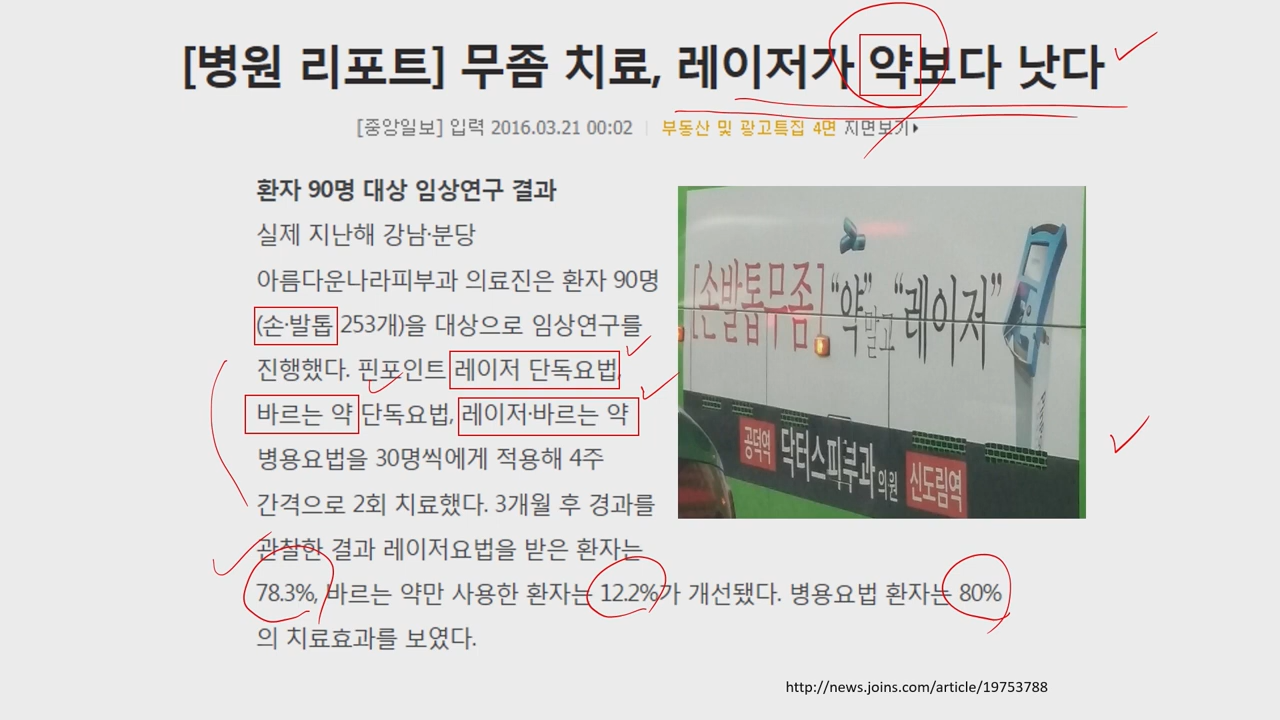 [병원 리포트] 무좀 치료, 레이저가 약보다 낫다
[중앙일보] 입력 2016.03.21 00:02 | 부동산 및 광고특집 4면 지면보기
환자 90명 대상 임상연구 결과
실제 지난해 강남·분당
아름다운나라피부과 의료진은 환자 90명
(손·발톱 253개)을 대상으로 임상연구를
진행했다. 핀포인트 레이저 단독요법,
바르는 약 단독요법, 레이저·바르는 약
병용요법을 30명씩에게 적용해 4주
간격으로 2회 치료했다. 3개월 후 경과를
관찰한 결과 레이저요법을 받은 환자는
78.3%, 바르는 약만 사용한 환자는 12.2%가 개선됐다. 병용요법 환자는 80%
의 치료효과를 보였다.
[손발톱무좀] “약”말고 “레이저”
공덕역 닥터스피부과의원 신도림역
http://news.joins.com/article/19753788